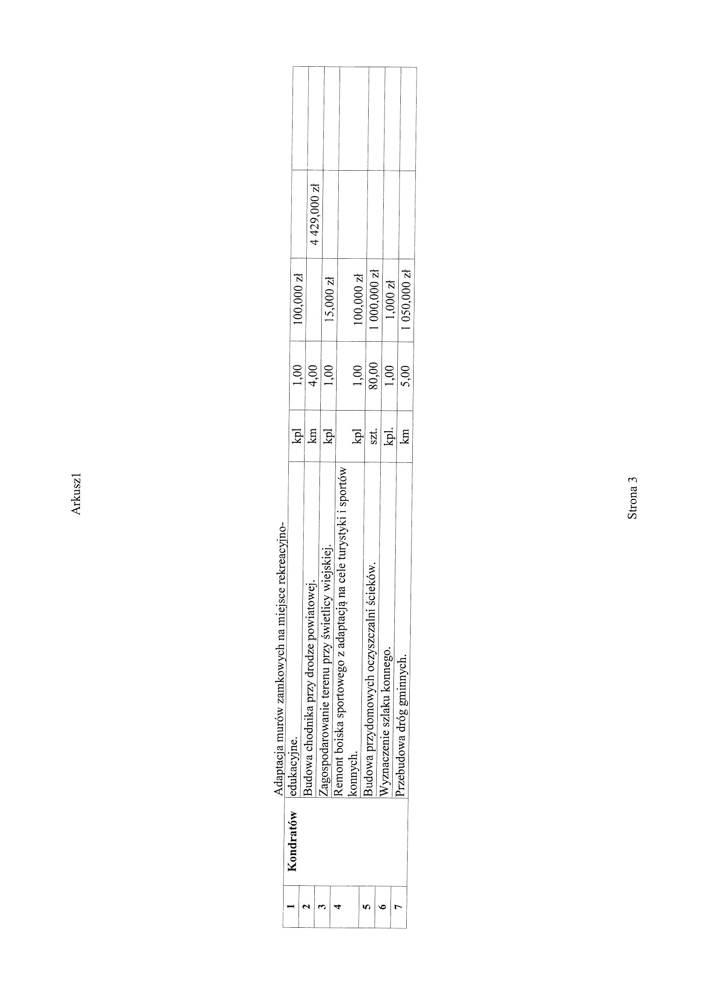 Arkusz1
Adaptacja murów zamkowych na miejsce rekreacyjno-
1 Kondratów edukacyjne. kpl 1,00 100,000 zł
2 Budowa chodnika przy drodze powiatowej. km 4,00 4 429,000 zł
3 Zagospodarowanie terenu przy świetlicy wiejskiej. kpl 1,00 15,000 zł
4 Remont boiska sportowego z adaptacją na cele turystyki i sportów
konnych. kpl 1,00 100,000 zł
5 Budowa przydomowych oczyszczalni ścieków. szt. 80,00 1 000,000 zł
6 Wyznaczenie szlaku konnego. kpl. 1,00 1,000 zł
7 Przebudowa dróg gminnych. km 5,00 1 050,000 zł
Strona 3